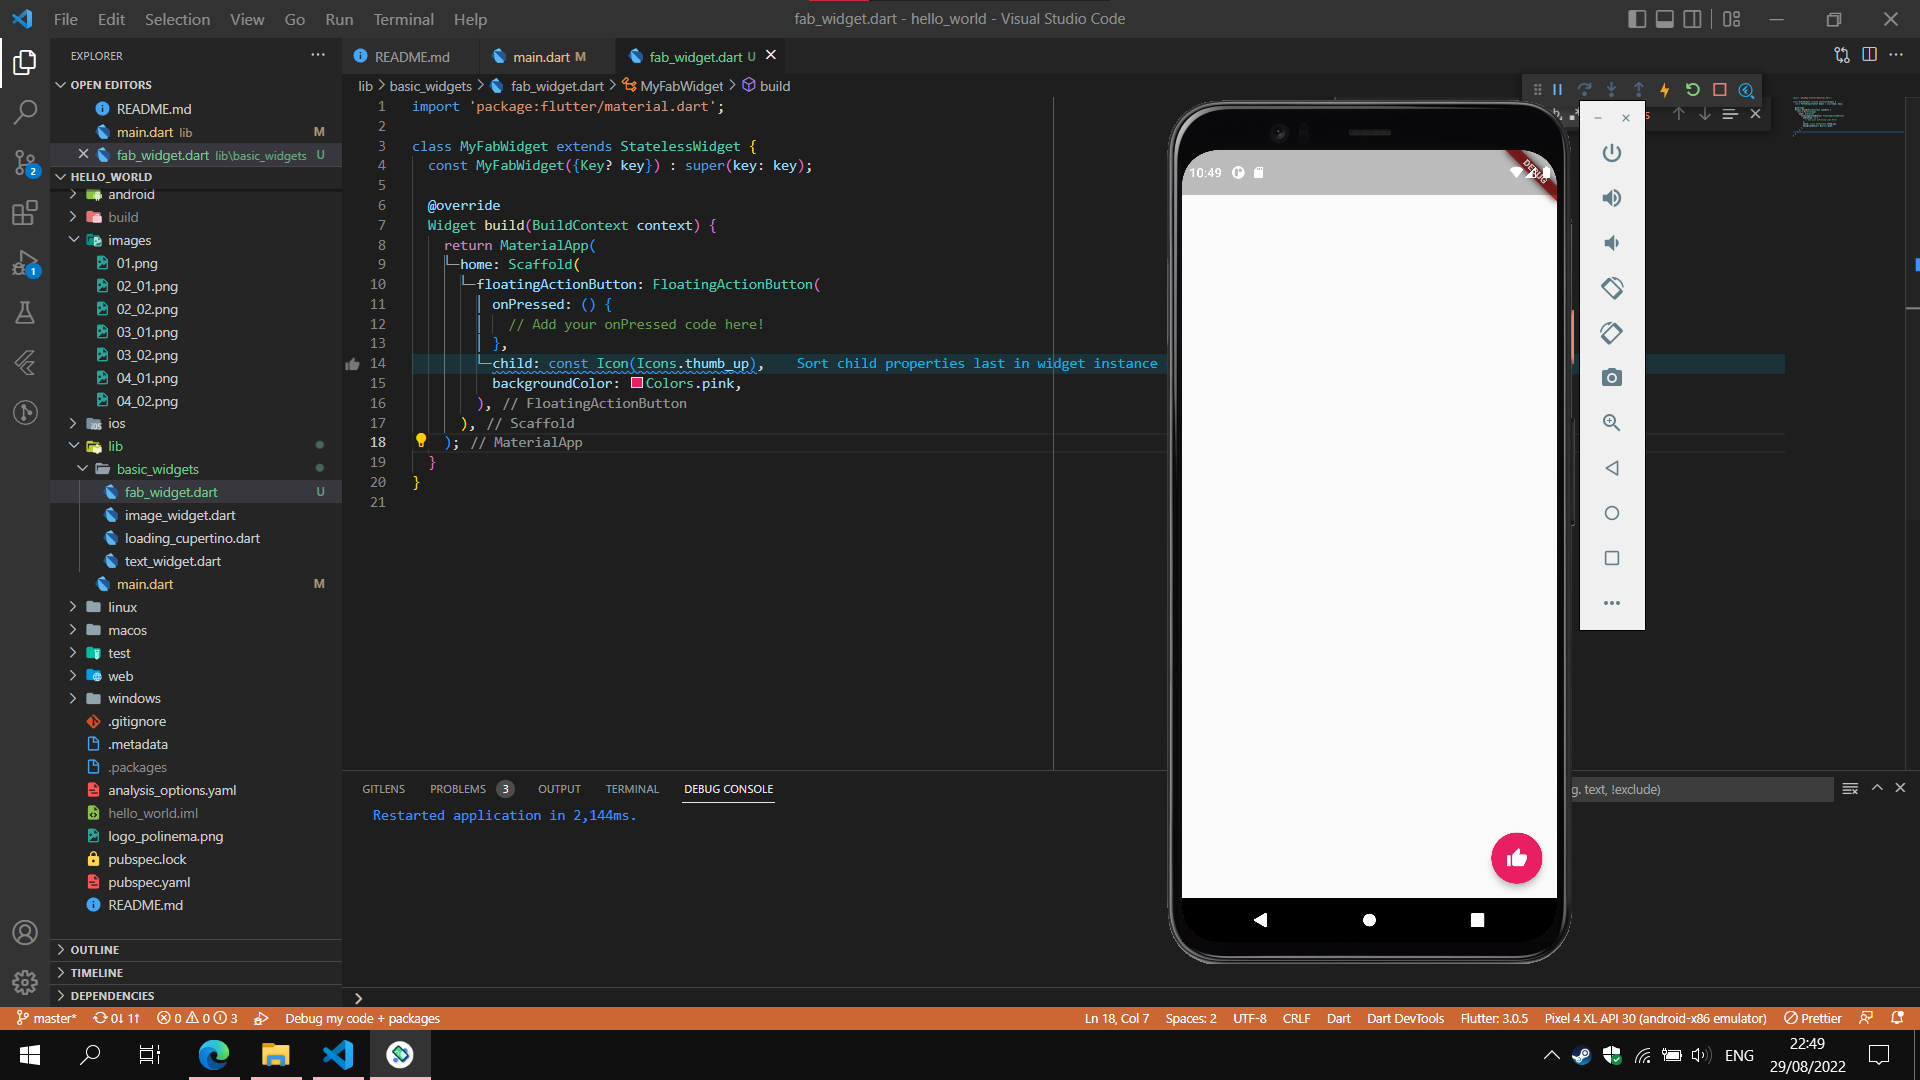 File Edit Selection View Go Run Terminal Help
fab_widget.dart - hello_world - Visual Studio Code
EXPLORER
OPEN EDITORS
README.md
main.dart lib M
fab_widget.dart lib\basic_widgets U
HELLO_WORLD
android
build
images
01.png
02_01.png
02_02.png
03_01.png
03_02.png
04_01.png
04_02.png
ios
lib
basic_widgets
fab_widget.dart U
image_widget.dart
loading_cupertino.dart
text_widget.dart
main.dart M
linux
macos
test
web
windows
.gitignore
.metadata
.packages
analysis_options.yaml
hello_world.iml
logo_polinema.png
pubspec.lock
pubspec.yaml
README.md
OUTLINE
TIMELINE
DEPENDENCIES
2
1
README.md
main.dart M
fab_widget.dart U
lib > basic_widgets > fab_widget.dart > MyFabWidget > build
1 import 'package:flutter/material.dart';
2
3 class MyFabWidget extends StatelessWidget {
4 const MyFabWidget({Key? key}) : super(key: key);
5
6 @override
7 Widget build(BuildContext context) {
8 return MaterialApp(
9 home: Scaffold(
10 floatingActionButton: FloatingActionButton(
11 onPressed: () {
12 // Add your onPressed code here!
13 },
14 child: const Icon(Icons.thumb_up), Sort child properties last in widget instance
15 backgroundColor: Colors.pink,
16 ), // FloatingActionButton
17 ), // Scaffold
18 ); // MaterialApp
19 }
20 }
21
10:49
DEBUG
GITLENS PROBLEMS 3 OUTPUT TERMINAL DEBUG CONSOLE
g. text, !exclude)
Restarted application in 2,144ms.
master* 0↓ 1↑ 0 0 3 Debug my code + packages
Ln 18, Col 7 Spaces: 2 UTF-8 CRLF Dart Dart DevTools Flutter: 3.0.5 Pixel 4 XL API 30 (android-x86 emulator) Prettier
ENG
22:49
29/08/2022